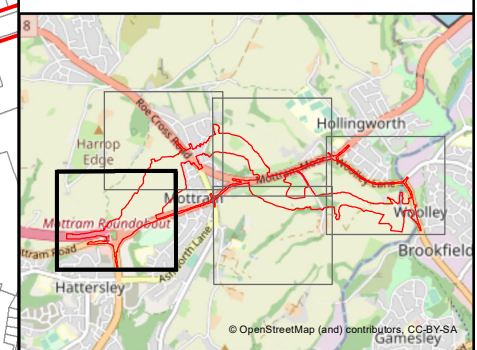 8
Roe Cross Road
Hollingworth
Harrop
Edge
Mottram Moor
Woolley Lane
Mottram
Woolley
Mottram Roundabout
ttram Road
Ashworth Lane
Brookfield
Hattersley
© OpenStreetMap (and) contributors, CC-BY-SA
Gamesley